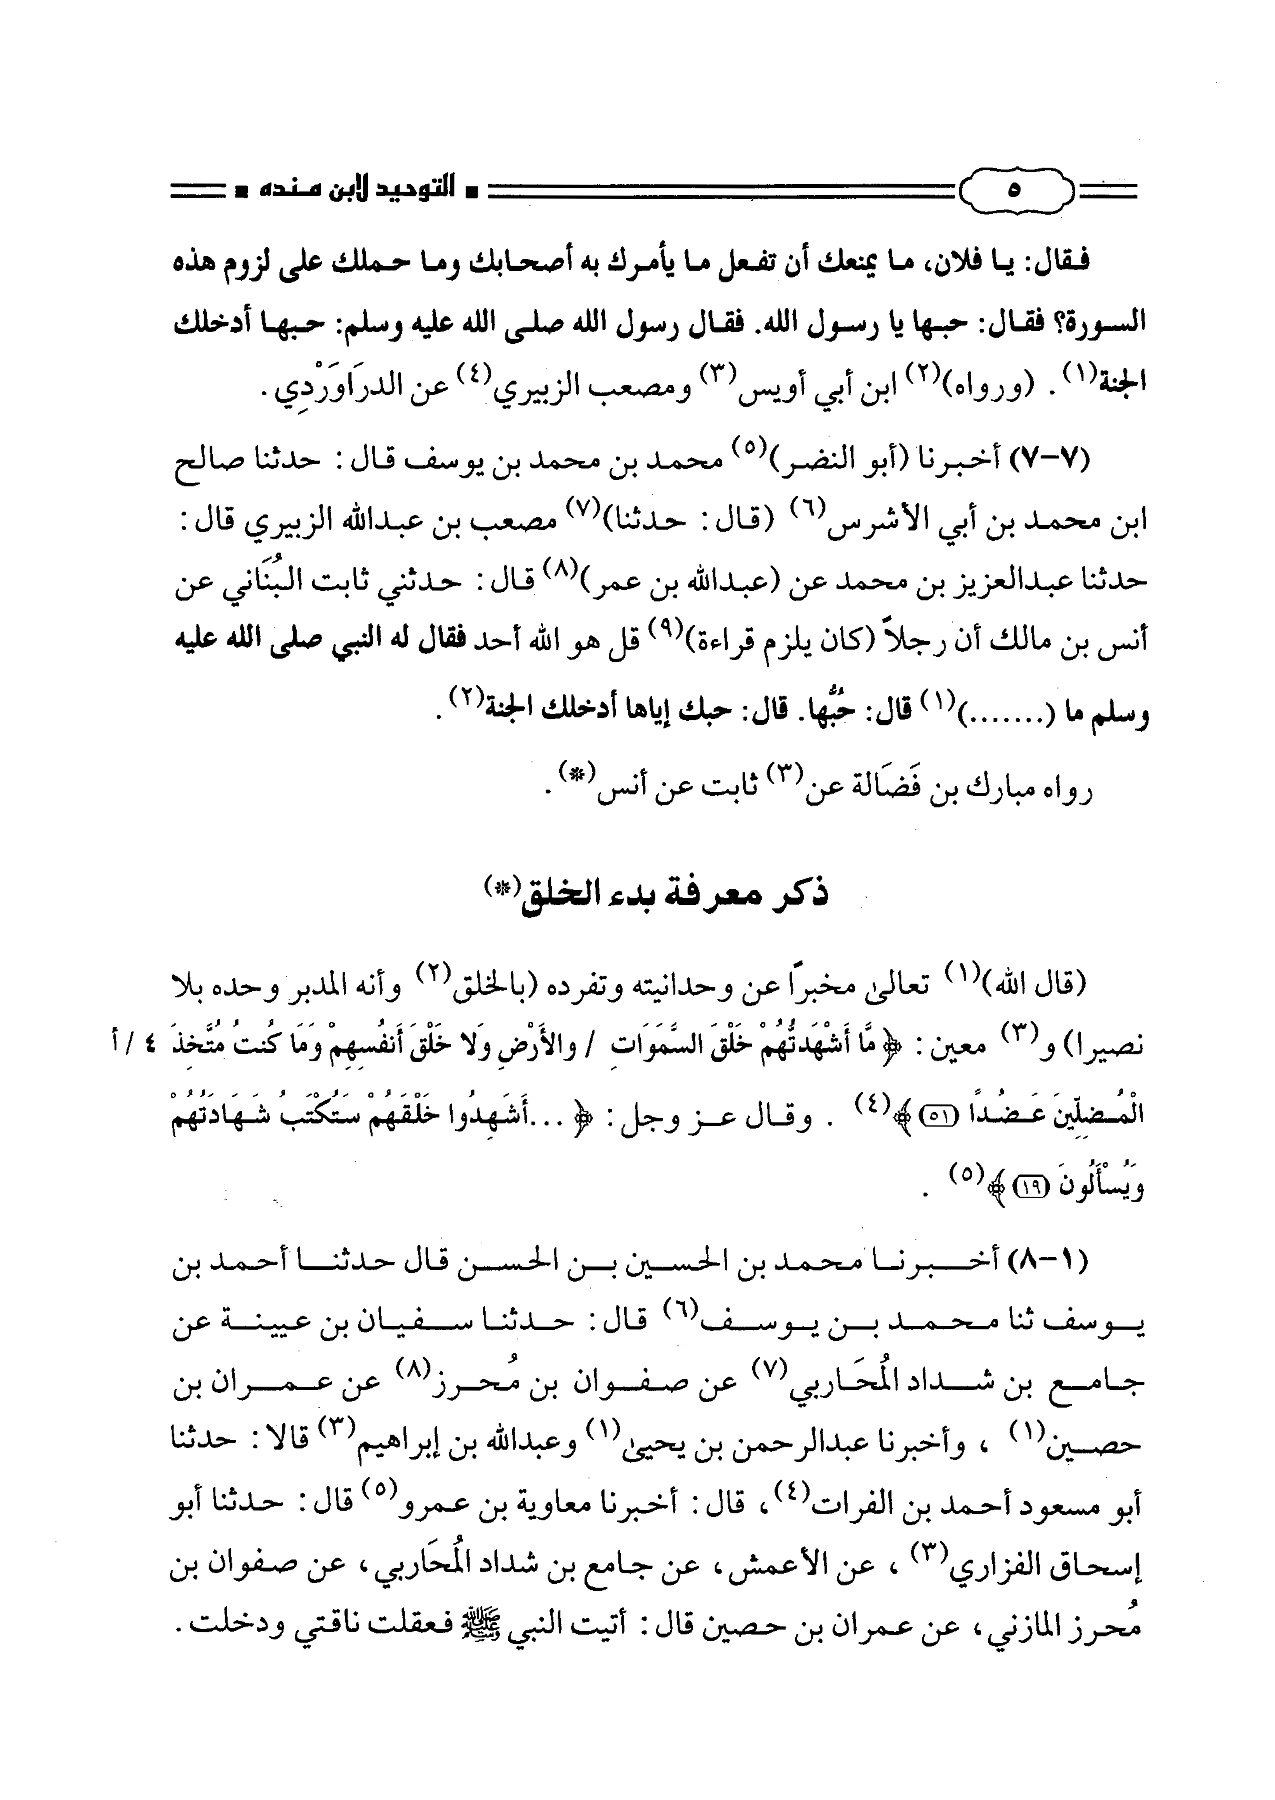 ٥ ■ التوحيد لابن منده ■
فقال: يا فلان، ما يمنعك أن تفعل ما يأمرك به أصحابك وما حملك على لزوم هذه
السورة؟ فقال: حبها يا رسول الله. فقال رسول الله صلى الله عليه وسلم: حبها أدخلك
الجنة(١). (ورواه)(٢) ابن أبي أويس(٣) ومصعب الزبيري(٤) عن الدرَاوَرْدِي.
(٧-٧) أخبرنا (أبو النضر)(٥) محمد بن محمد بن يوسف قال: حدثنا صالح
ابن محمد بن أبي الأشرس(٦) (قال: حدثنا)(٧) مصعب بن عبدالله الزبيري قال:
حدثنا عبدالعزيز بن محمد عن (عبدالله بن عمر)(٨) قال: حدثني ثابت البُنَاني عن
أنس بن مالك أن رجلاً (كان يلزم قراءة)(٩) قل هو الله أحد فقال له النبي صلى الله عليه
وسلم ما (.......)(١) قال: حُبُّها. قال: حبك إياها أدخلك الجنة(٢).
رواه مبارك بن فَضَالة عن(٣) ثابت عن أنس(*).
ذكر معرفة بدء الخلق(*)
(قال الله)(١) تعالى مخبراً عن وحدانيته وتفرده (بالخلق(٢) وأنه المدبر وحده بلا
نصيرا) و(٣) معين: ﴿مَّا أَشْهَدتُّهُمْ خَلْقَ السَّمَوَاتِ / والأَرْضِ وَلا خَلْقَ أَنفُسِهِمْ وَمَا كُنتُ مُتَّخِذَ ٤/أ
الْمُضِلِّينَ عَضُدًا (٥١)﴾(٤). وقال عز وجل: ﴿...أَشَهِدُوا خَلْقَهُمْ سَتُكْتَبُ شَهَادَتُهُمْ
وَيُسْأَلُونَ (١٩)﴾(٥).
(١-٨) أخبرنا محمد بن الحسين بن الحسن قال حدثنا أحمد بن
يوسف ثنا محمد بن يوسف(٦) قال: حدثنا سفيان بن عيينة عن
جامع بن شداد المُحَاربي(٧) عن صفوان بن مُحرز(٨) عن عمران بن
حصين(١) ، وأخبرنا عبدالرحمن بن يحيى(١) وعبدالله بن إبراهيم(٣) قالا: حدثنا
أبو مسعود أحمد بن الفرات(٤)، قال: أخبرنا معاوية بن عمرو(٥) قال: حدثنا أبو
إسحاق الفزاري(٣) ، عن الأعمش، عن جامع بن شداد المُحَاربي، عن صفوان بن
مُحرز المازني، عن عمران بن حصين قال: أتيت النبي ﷺ فعقلت ناقتي ودخلت.